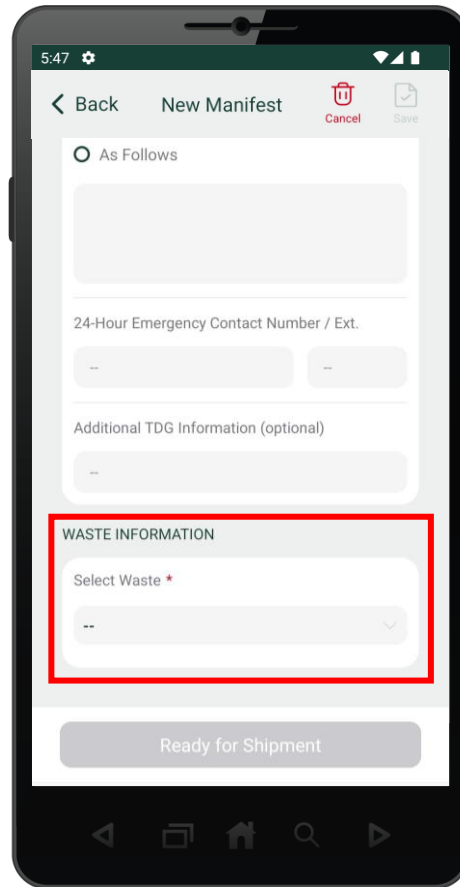 5:47
Back New Manifest Cancel Save
As Follows
24-Hour Emergency Contact Number / Ext.
-- --
Additional TDG Information (optional)
--
WASTE INFORMATION
Select Waste *
--
Ready for Shipment